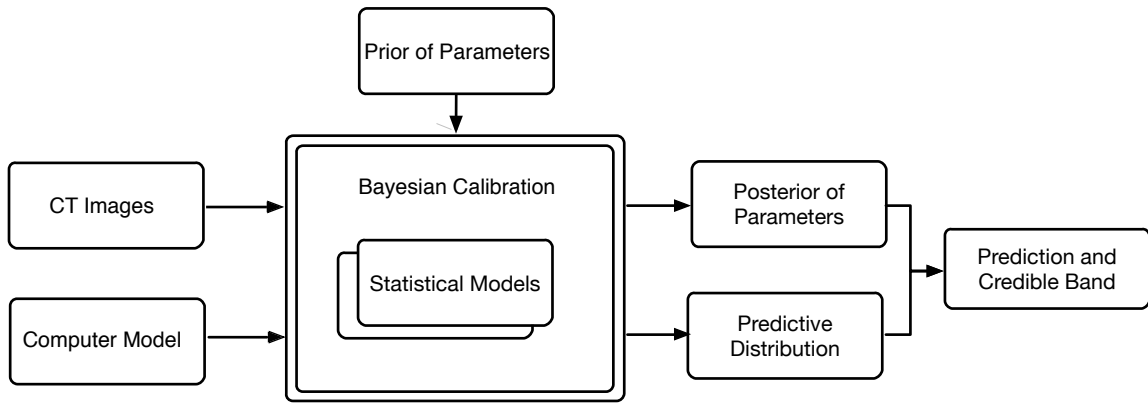 Prior of Parameters
CT Images
Computer Model
Bayesian Calibration
Statistical Models
Posterior of
Parameters
Predictive
Distribution
Prediction and
Credible Band